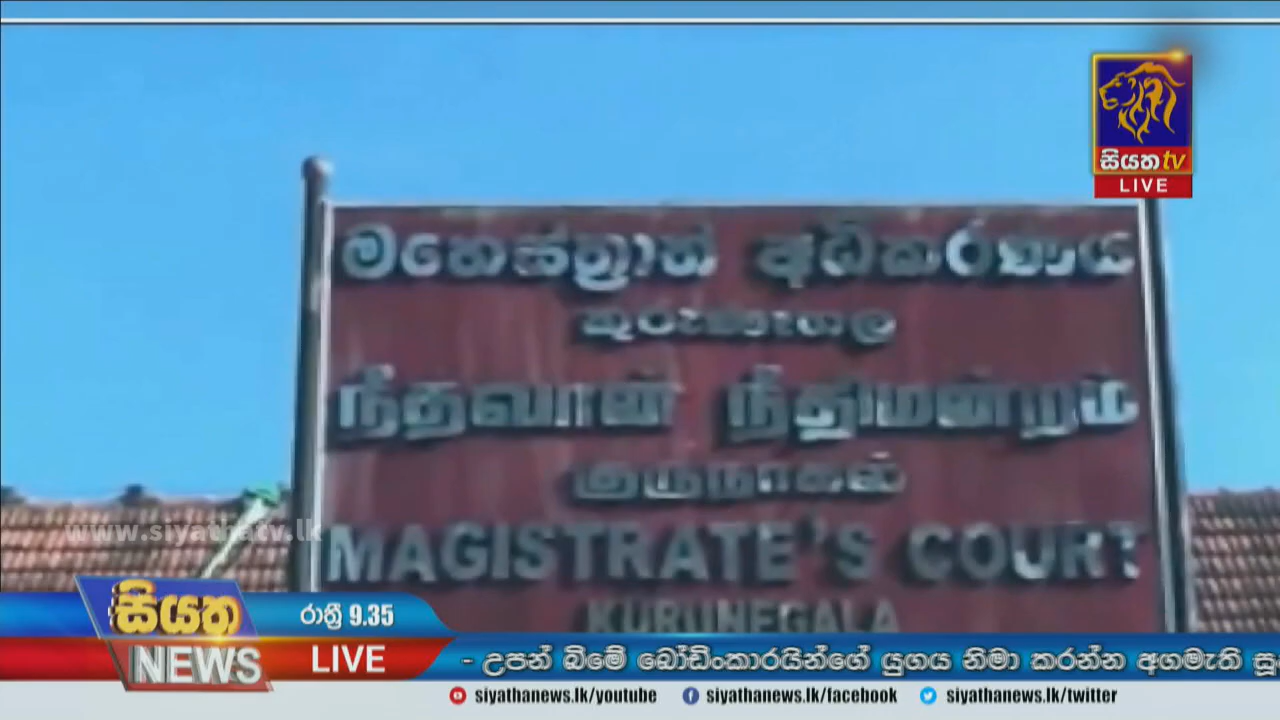 සියත tv
LIVE
මහෙස්ත්‍රාත් අධිකරණය
කුරුණෑගල
நீதவான் நீதிமன்றம்
குருநாகல்
MAGISTRATE'S COURT
KURUNEGALA
www.siyathatv.lk
සියත
NEWS
රාත්‍රී 9.35
LIVE
- උපන් බිමේ බෝඩිංකාරයින්ගේ යුගය නිමා කරන්න අගමැති
siyathanews.lk/youtube siyathanews.lk/facebook siyathanews.lk/twitter